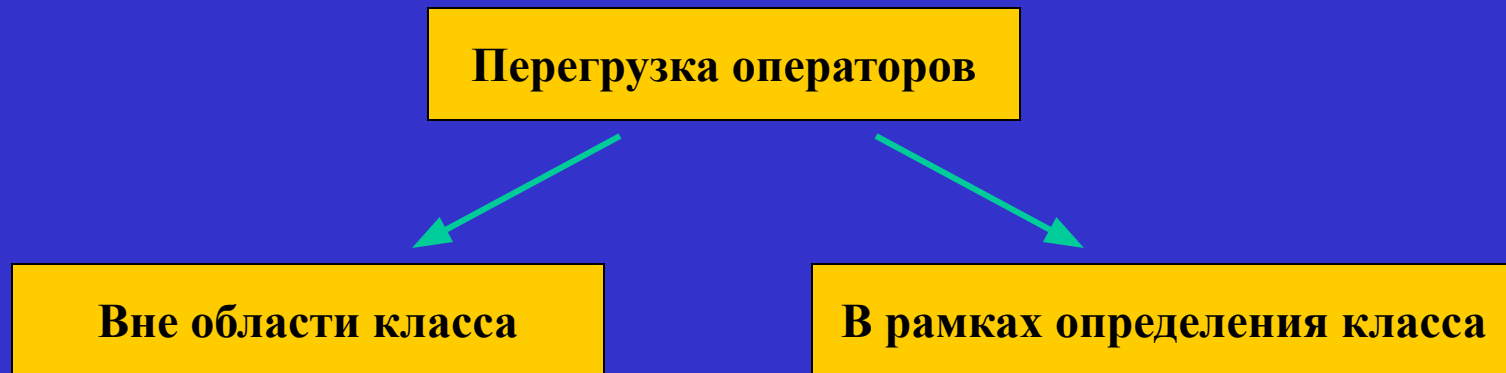 Перегрузка операторов
Вне области класса
В рамках определения класса